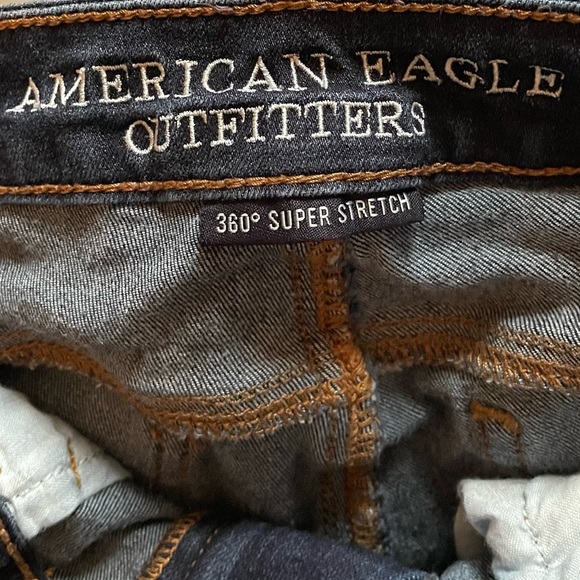 AMERICAN EAGLE
OUTFITTERS
360° SUPER STRETCH